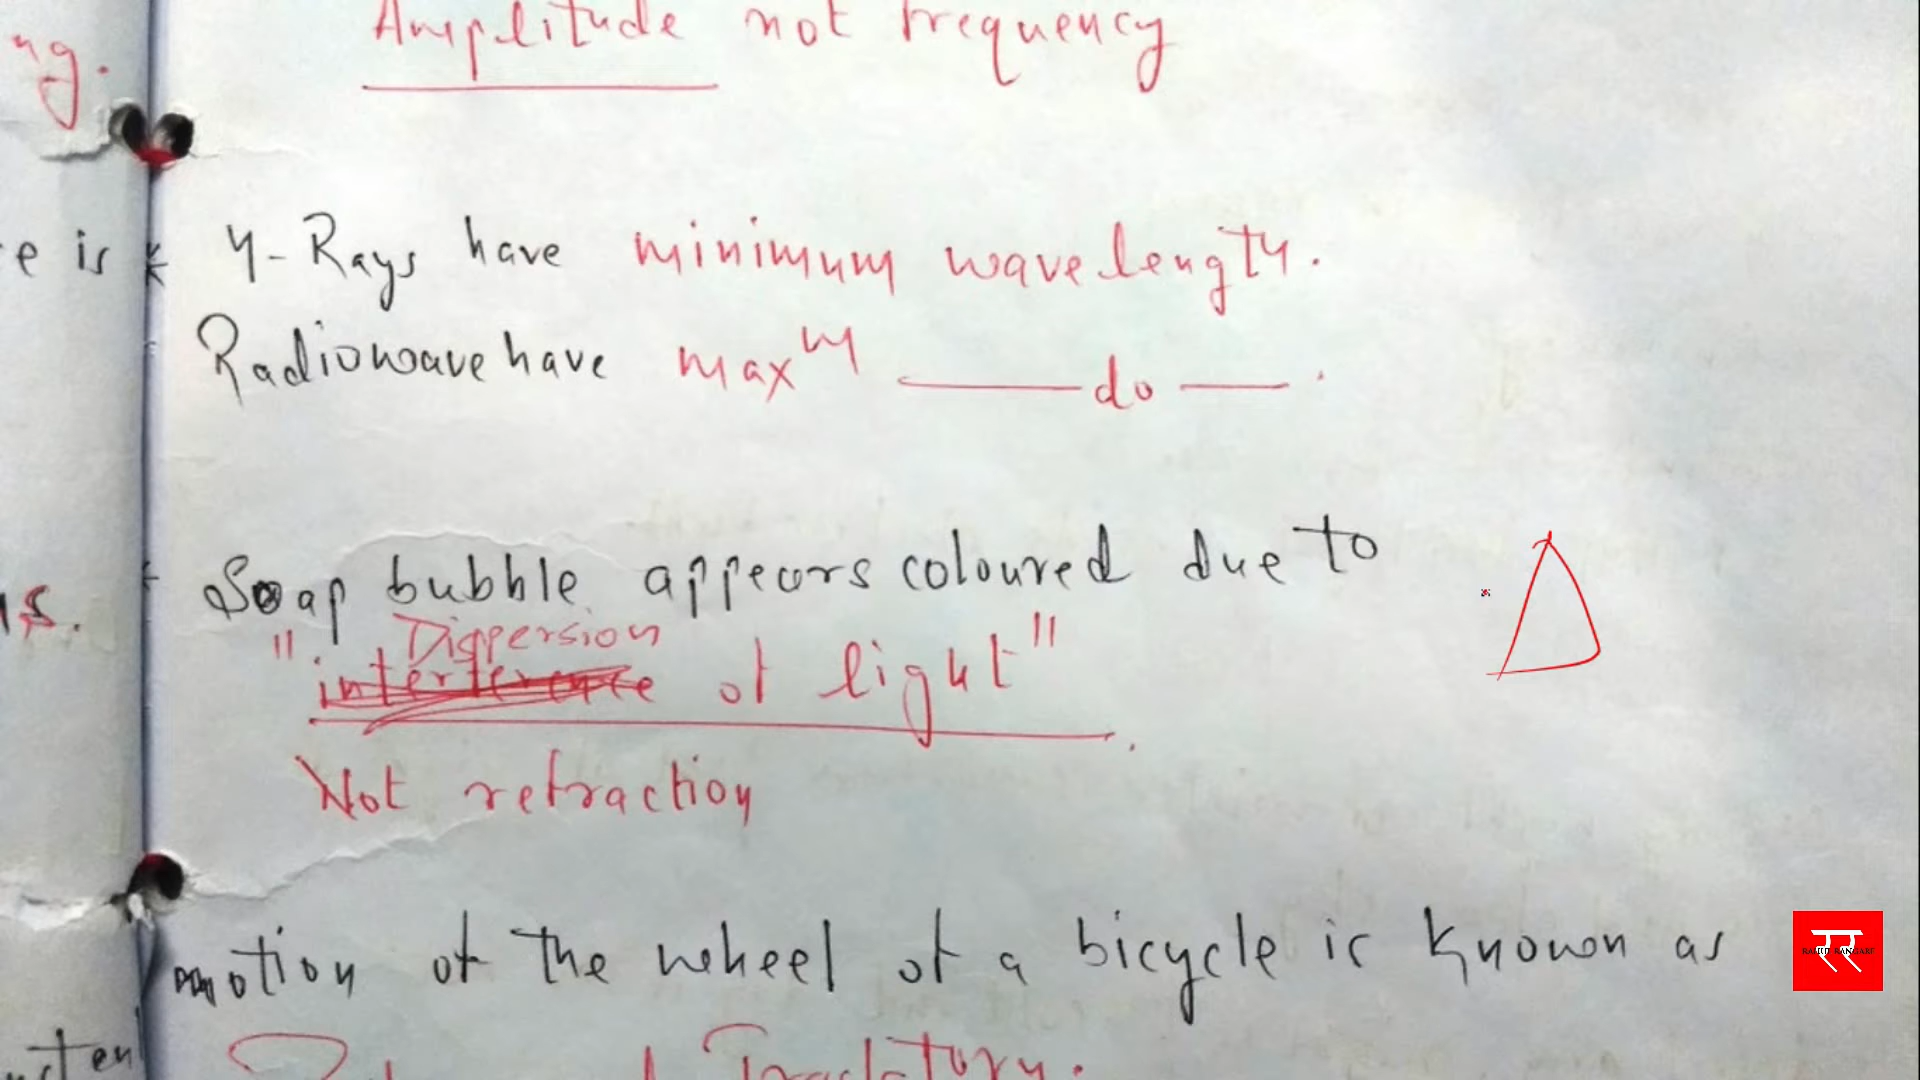 ng.
Amplitude not frequency
e is * γ-Rays have minimum wavelength.
Radiowave have maxᵐ ——do——.
Soap bubble appears coloured due to
s.
Dispersion
" interference of light".
Not refraction
motion of the wheel of a bicycle is known as
रर